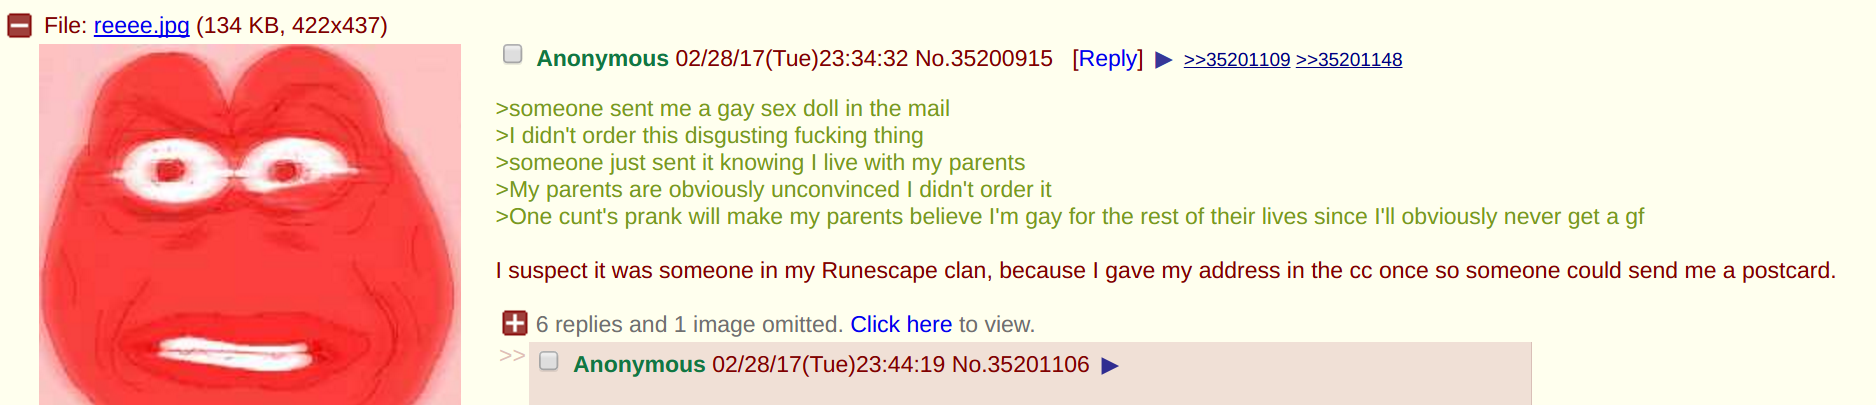 File: reeee.jpg (134 KB, 422x437)
Anonymous 02/28/17(Tue)23:34:32 No.35200915 [Reply] ▶ >>35201109 >>35201148
>someone sent me a gay sex doll in the mail
>I didn't order this disgusting fucking thing
>someone just sent it knowing I live with my parents
>My parents are obviously unconvinced I didn't order it
>One cunt's prank will make my parents believe I'm gay for the rest of their lives since I'll obviously never get a gf
I suspect it was someone in my Runescape clan, because I gave my address in the cc once so someone could send me a postcard.
6 replies and 1 image omitted. Click here to view.
>> Anonymous 02/28/17(Tue)23:44:19 No.35201106 ▶